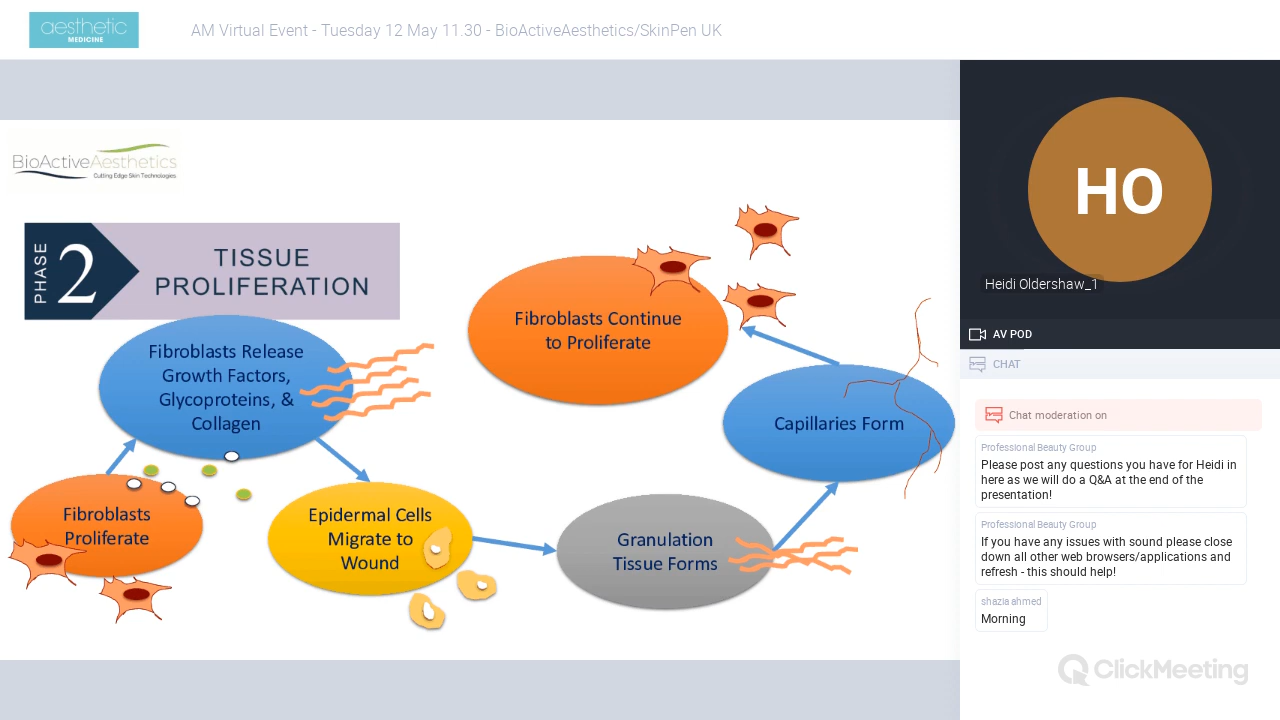 aesthetic
MEDICINE
AM Virtual Event - Tuesday 12 May 11.30 - BioActiveAesthetics/SkinPen UK
BioActiveAesthetics
Cutting Edge Skin Technologies
PHASE
2
TISSUE
PROLIFERATION
Fibroblasts Release
Growth Factors,
Glycoproteins, &
Collagen
Fibroblasts
Proliferate
Epidermal Cells
Migrate to
Wound
Granulation
Tissue Forms
Capillaries Form
Fibroblasts Continue
to Proliferate
HO
Heidi Oldershaw_1
AV POD
CHAT
Chat moderation on
Professional Beauty Group
Please post any questions you have for Heidi in
here as we will do a Q&A at the end of the
presentation!
Professional Beauty Group
If you have any issues with sound please close
down all other web browsers/applications and
refresh - this should help!
shazia ahmed
Morning
ClickMeeting